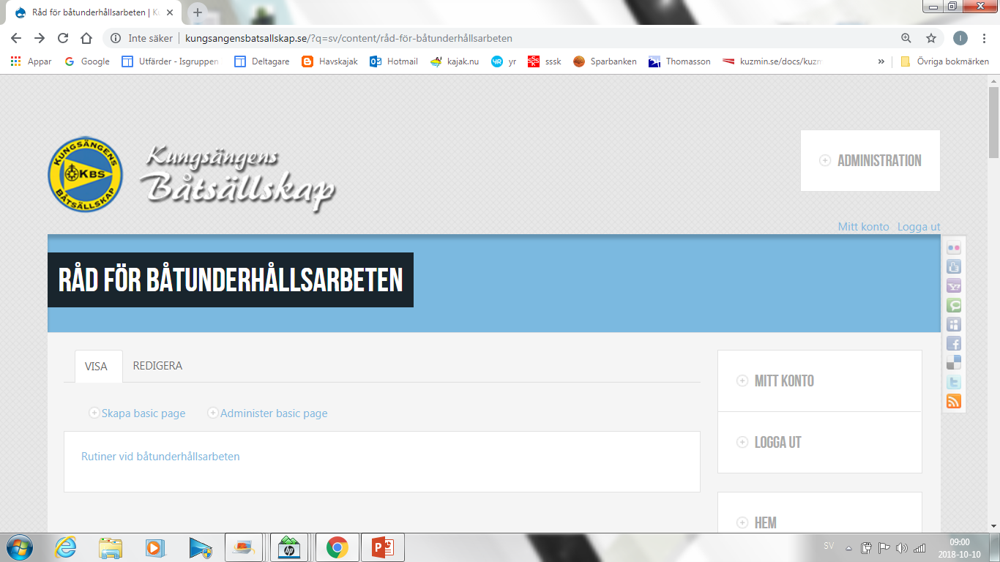 Råd för båtunderhållsarbeten | K
Inte säker kungsangensbatsallskap.se/?q=sv/content/råd-för-båtunderhållsarbeten
I
Appar Google Utfärder - Isgruppen Deltagare Havskajak Hotmail kajak.nu yr sssk Sparbanken Thomasson kuzmin.se/docs/kuzm » Övriga bokmärken
KUNGSÄNGENS
KBS
BÅTSÄLLSKAP
Kungsängens
Båtsällskap
ADMINISTRATION
Mitt konto Logga ut
RÅD FÖR BÅTUNDERHÅLLSARBETEN
VISA REDIGERA
Skapa basic page Administer basic page
Rutiner vid båtunderhållsarbeten
MITT KONTO
LOGGA UT
HEM
SV
09:00
2018-10-10